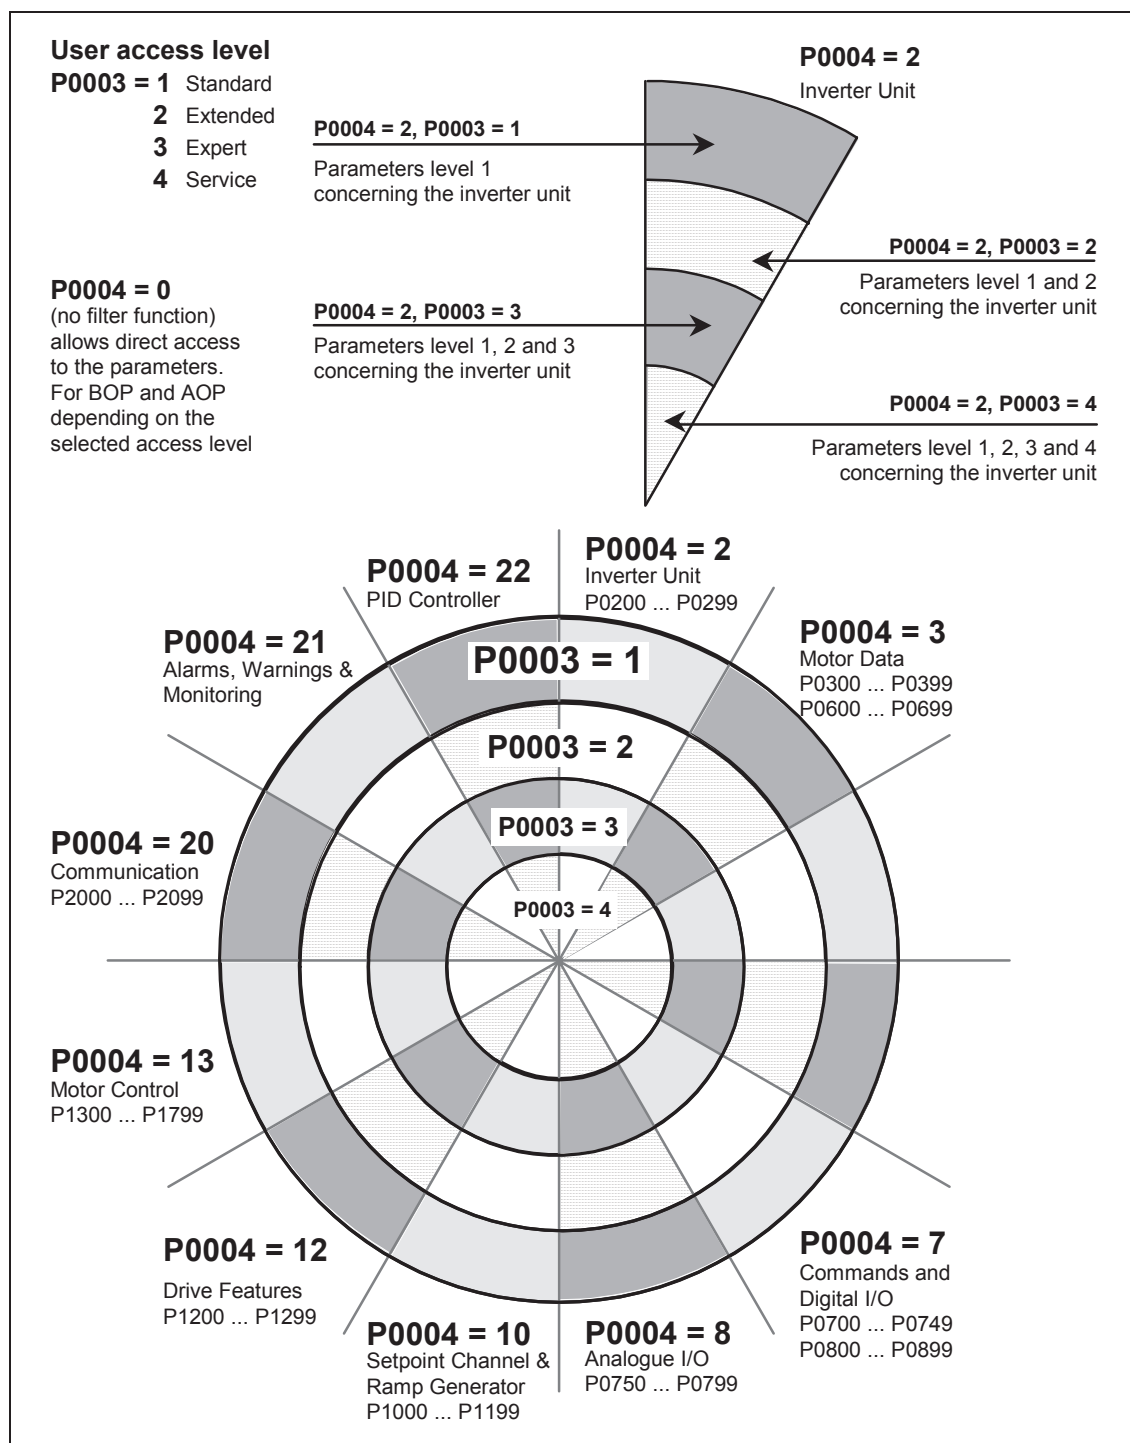 User access level
P0003 = 1 Standard
2 Extended
3 Expert
4 Service
P0004 = 0
(no filter function)
allows direct access
to the parameters.
For BOP and AOP
depending on the
selected access level
P0004 = 2, P0003 = 1
Parameters level 1
concerning the inverter unit
P0004 = 2, P0003 = 3
Parameters level 1, 2 and 3
concerning the inverter unit
P0004 = 2
Inverter Unit
P0004 = 2, P0003 = 2
Parameters level 1 and 2
concerning the inverter unit
P0004 = 2, P0003 = 4
Parameters level 1, 2, 3 and 4
concerning the inverter unit
P0004 = 22
PID Controller
P0004 = 2
Inverter Unit
P0200 ... P0299
P0004 = 21
Alarms, Warnings &
Monitoring
P0004 = 3
Motor Data
P0300 ... P0399
P0600 ... P0699
P0003 = 1
P0003 = 2
P0003 = 3
P0003 = 4
P0004 = 20
Communication
P2000 ... P2099
P0004 = 13
Motor Control
P1300 ... P1799
P0004 = 12
Drive Features
P1200 ... P1299
P0004 = 10
Setpoint Channel &
Ramp Generator
P1000 ... P1199
P0004 = 8
Analogue I/O
P0750 ... P0799
P0004 = 7
Commands and
Digital I/O
P0700 ... P0749
P0800 ... P0899